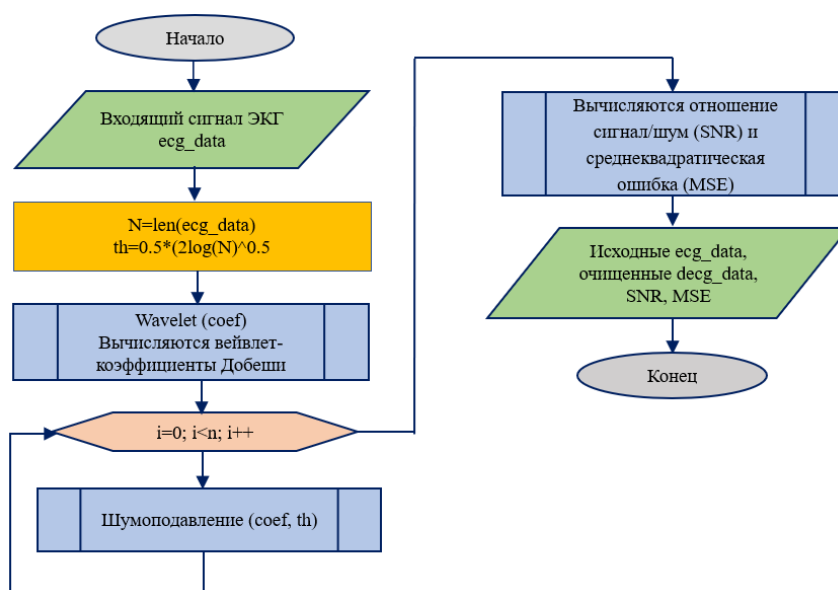 Начало
Входящий сигнал ЭКГ
ecg_data
N=len(ecg_data)
th=0.5*(2log(N)^0.5
Wavelet (coef)
Вычисляются вейвлет-
коэффициенты Добеши
i=0; i<n; i++
Шумоподавление (coef, th)
Вычисляются отношение
сигнал/шум (SNR) и
среднеквадратическая
ошибка (MSE)
Исходные ecg_data,
очищенные decg_data,
SNR, MSE
Конец